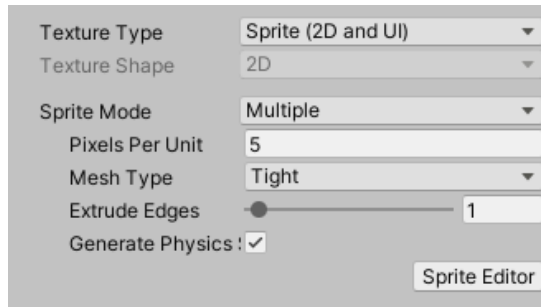 Texture Type Sprite (2D and UI)
Texture Shape 2D
Sprite Mode Multiple
Pixels Per Unit 5
Mesh Type Tight
Extrude Edges 1
Generate Physics
Sprite Editor